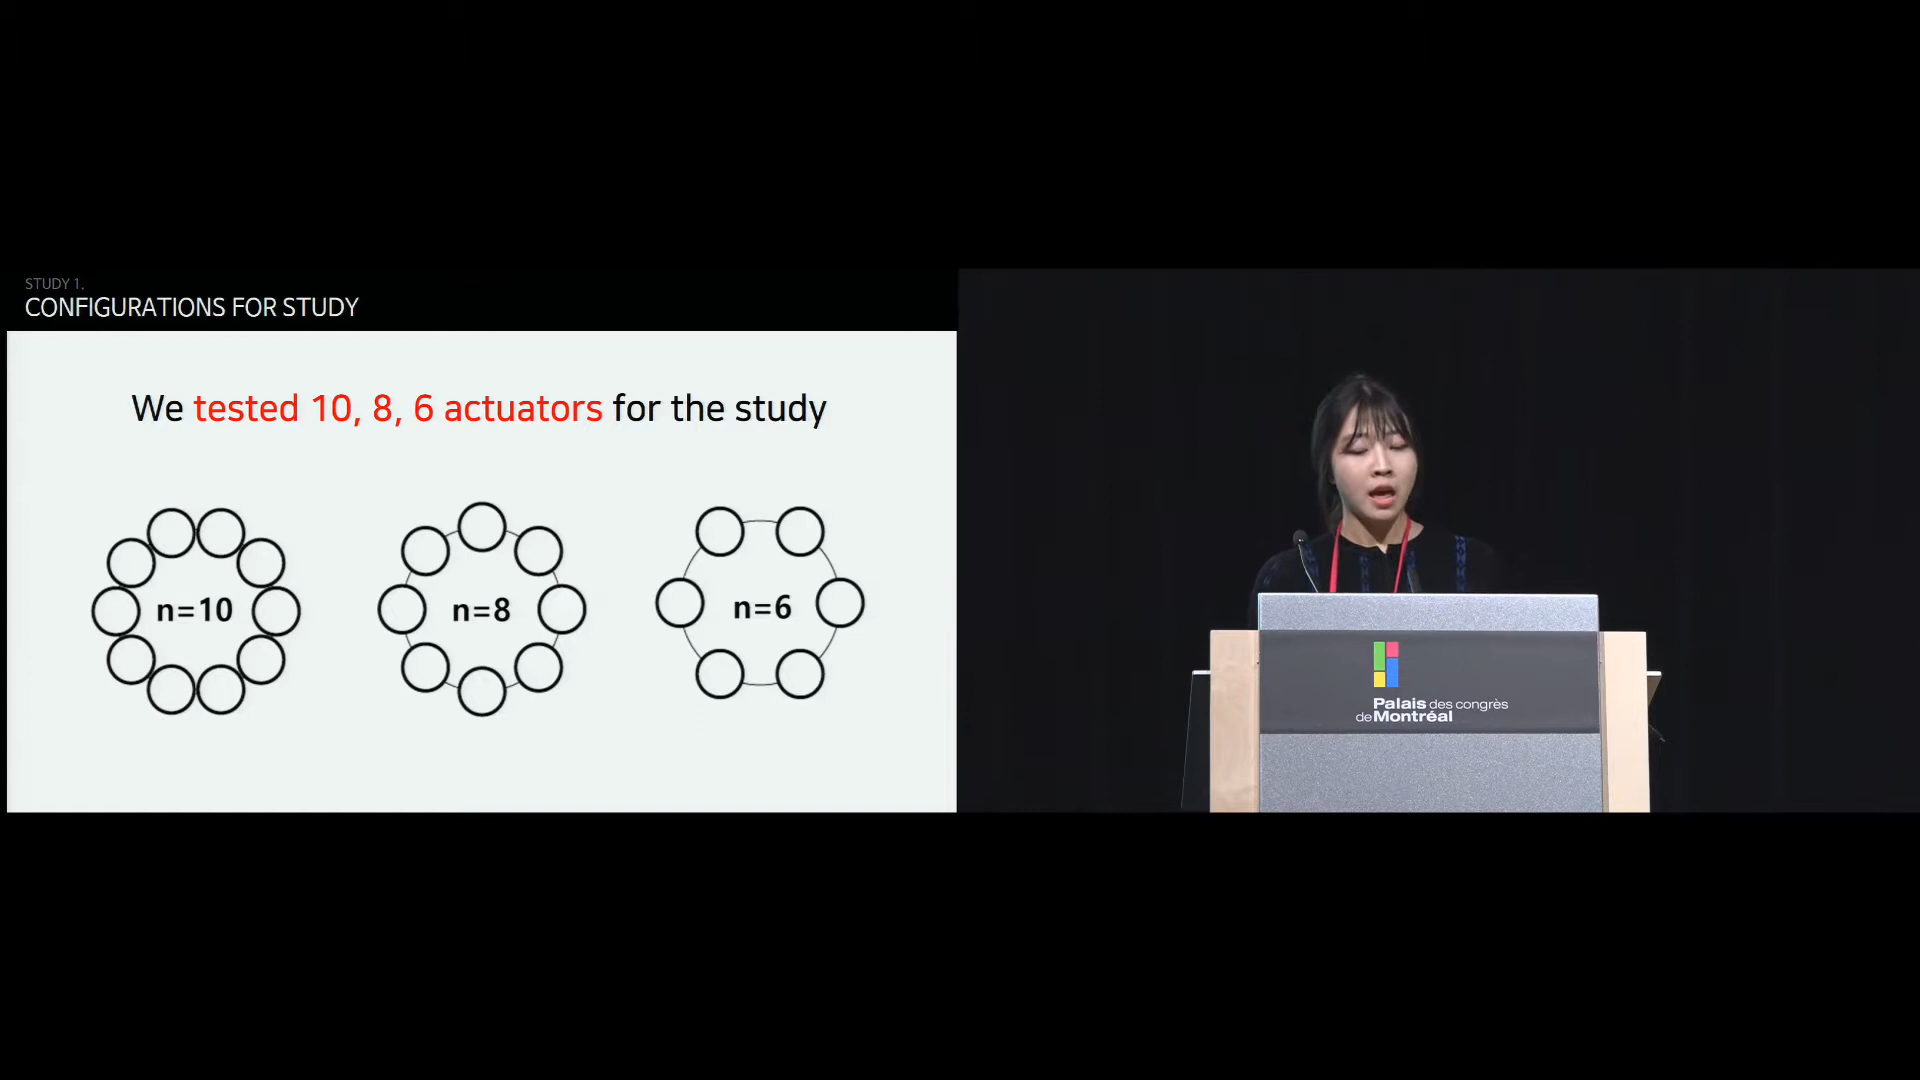 STUDY 1.
CONFIGURATIONS FOR STUDY
We tested 10, 8, 6 actuators for the study
n=10
n=8
n=6
Palais des congrès
de Montréal